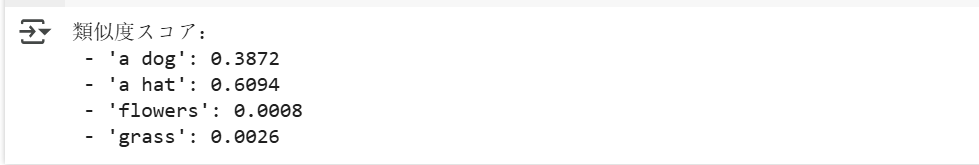 類似度スコア:
- 'a dog': 0.3872
- 'a hat': 0.6094
- 'flowers': 0.0008
- 'grass': 0.0026